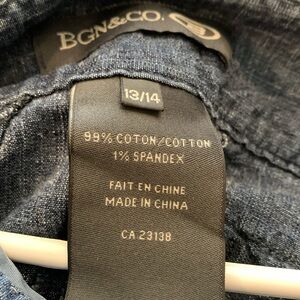 BGN&CO.
13/14
99% COTON/COTTON
1% SPANDEX
FAIT EN CHINE
MADE IN CHINA
CA 23138